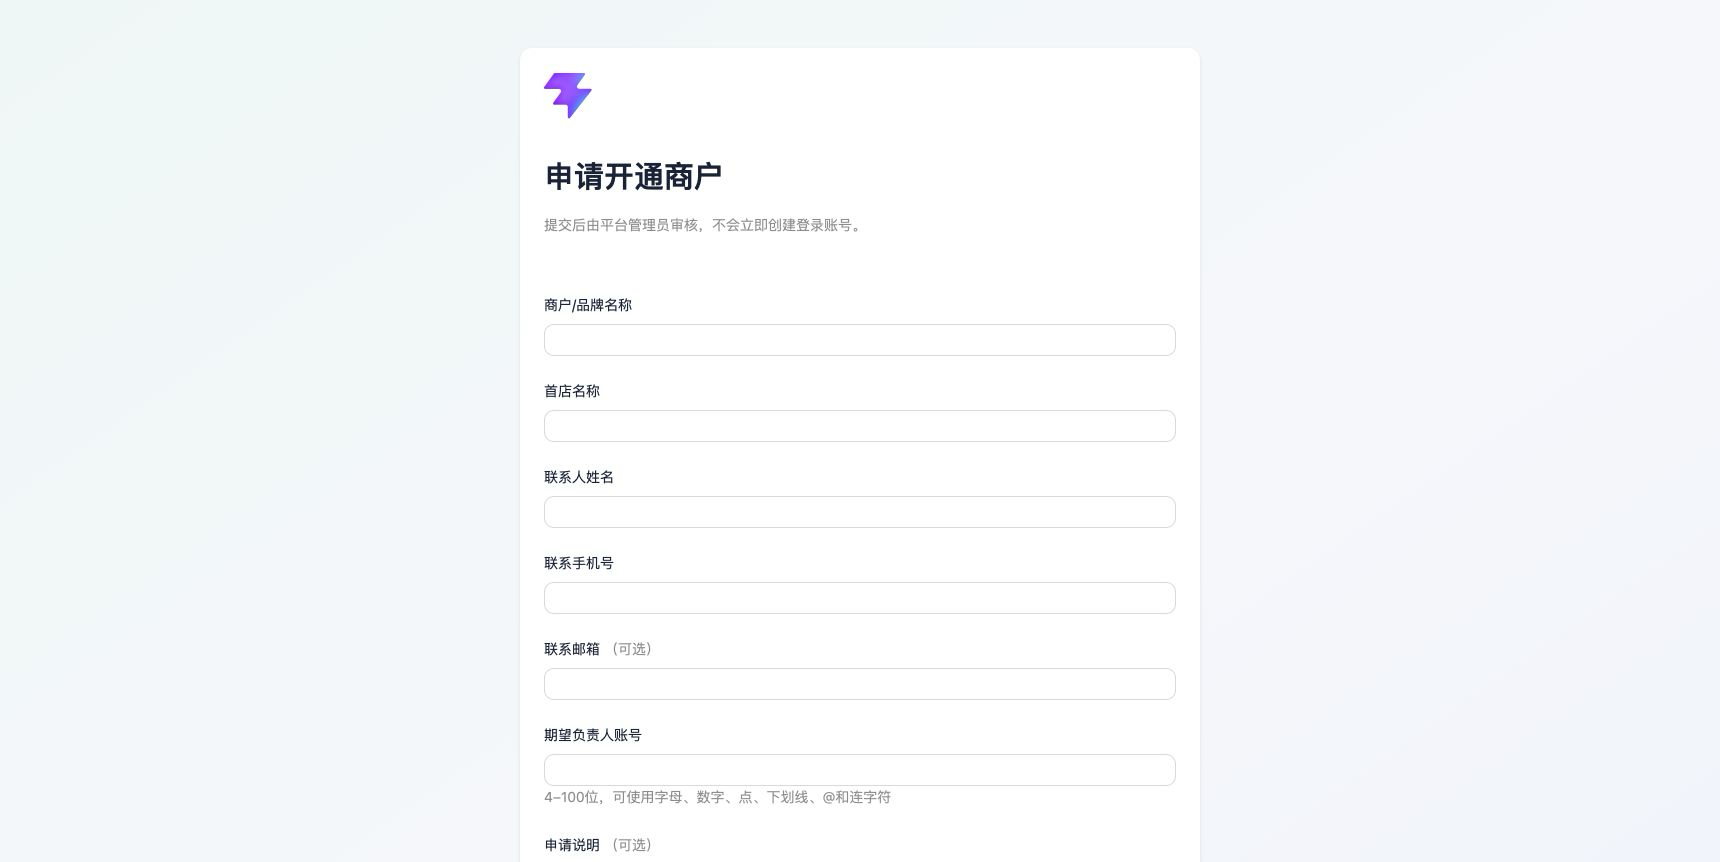 申请开通商户
提交后由平台管理员审核，不会立即创建登录账号。
商户/品牌名称
首店名称
联系人姓名
联系手机号
联系邮箱 （可选）
期望负责人账号
4–100位，可使用字母、数字、点、下划线、@和连字符
申请说明 （可选）